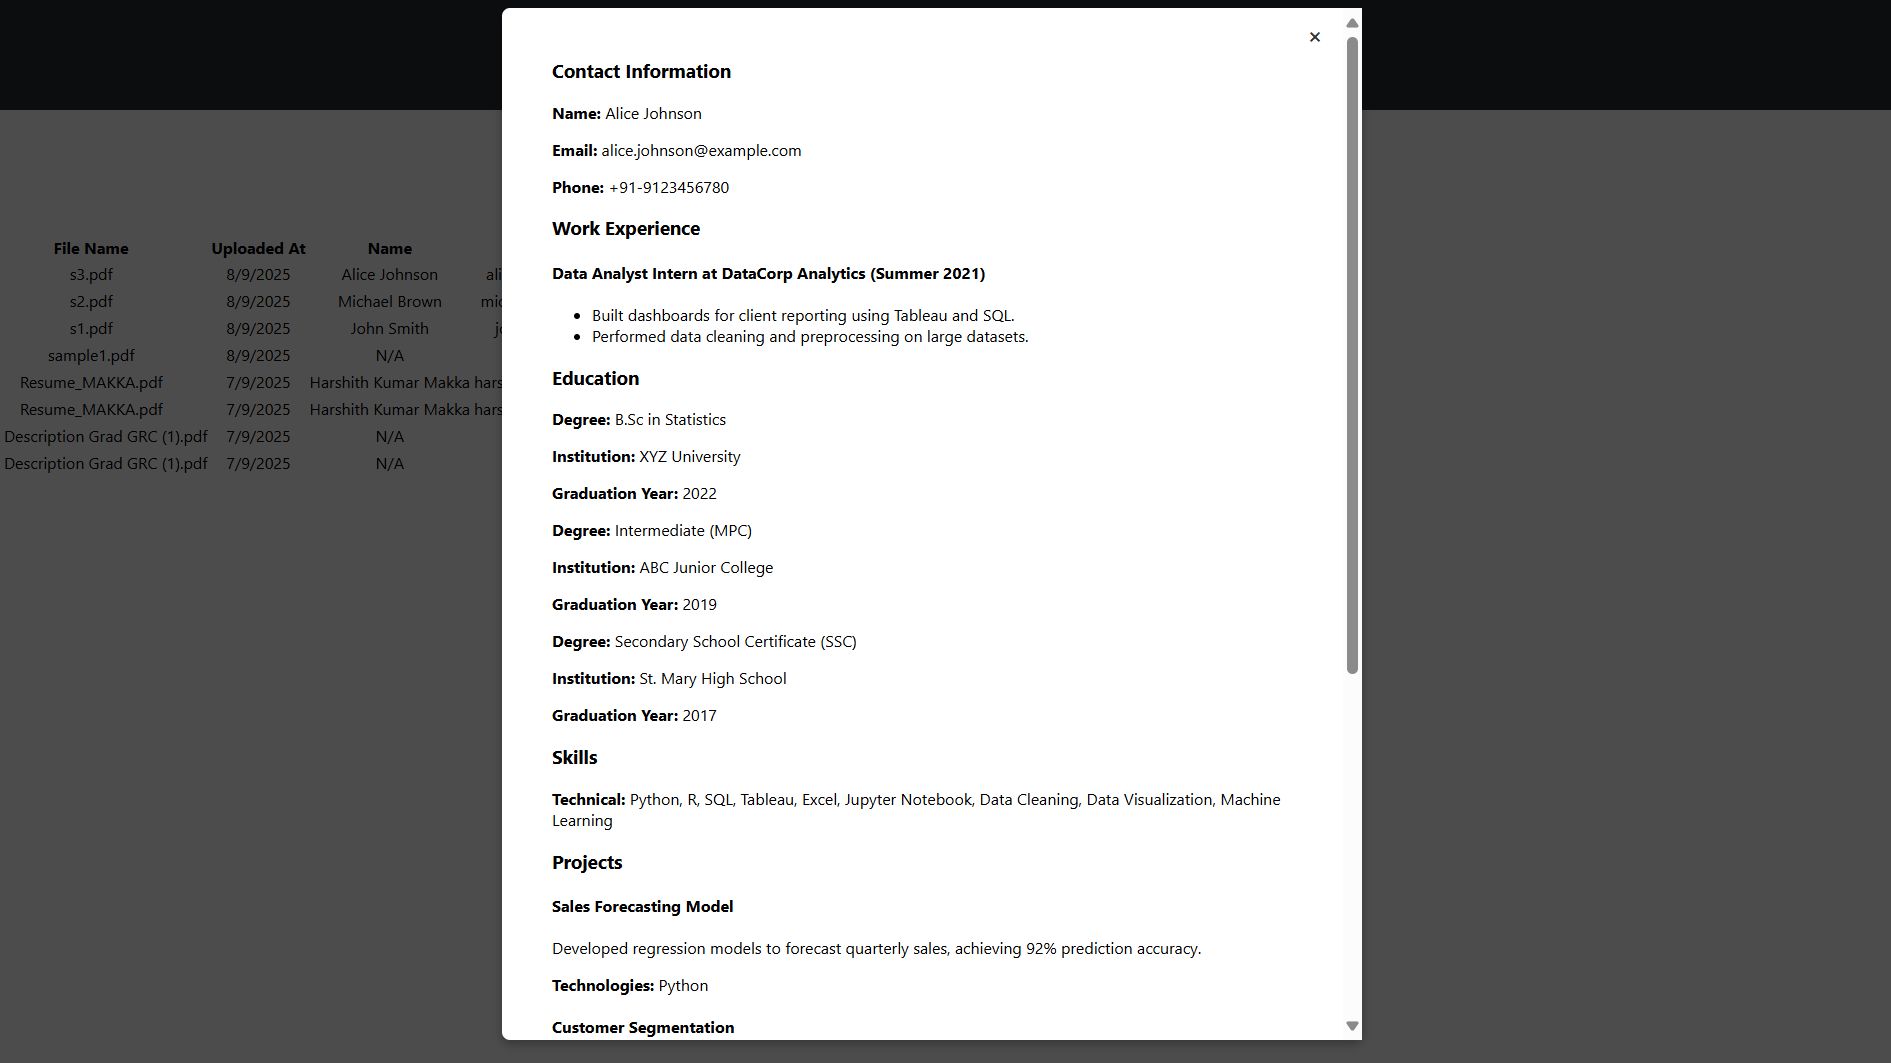 ×
Contact Information
Name: Alice Johnson
Email: alice.johnson@example.com
Phone: +91-9123456780
Work Experience
Data Analyst Intern at DataCorp Analytics (Summer 2021)
• Built dashboards for client reporting using Tableau and SQL.
• Performed data cleaning and preprocessing on large datasets.
Education
Degree: B.Sc in Statistics
Institution: XYZ University
Graduation Year: 2022
Degree: Intermediate (MPC)
Institution: ABC Junior College
Graduation Year: 2019
Degree: Secondary School Certificate (SSC)
Institution: St. Mary High School
Graduation Year: 2017
Skills
Technical: Python, R, SQL, Tableau, Excel, Jupyter Notebook, Data Cleaning, Data Visualization, Machine
Learning
Projects
Sales Forecasting Model
Developed regression models to forecast quarterly sales, achieving 92% prediction accuracy.
Technologies: Python
Customer Segmentation
File Name Uploaded At Name
s3.pdf 8/9/2025 Alice Johnson ali
s2.pdf 8/9/2025 Michael Brown mic
s1.pdf 8/9/2025 John Smith jo
sample1.pdf 8/9/2025 N/A
Resume_MAKKA.pdf 7/9/2025 Harshith Kumar Makka hars
Resume_MAKKA.pdf 7/9/2025 Harshith Kumar Makka hars
Description Grad GRC (1).pdf 7/9/2025 N/A
Description Grad GRC (1).pdf 7/9/2025 N/A